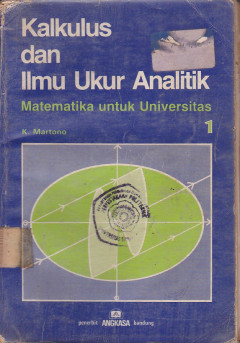 Kalkulus
dan
Ilmu Ukur Analitik
Matematika untuk Universitas
1
K. Martono
penerbit ANGKASA bandung